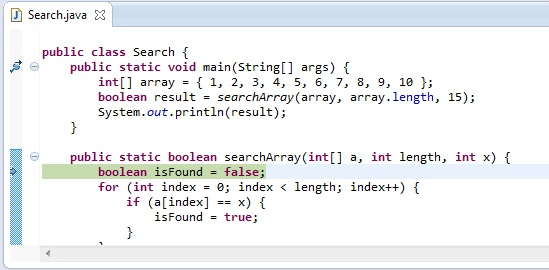 Search.java
public class Search {
public static void main(String[] args) {
int[] array = { 1, 2, 3, 4, 5, 6, 7, 8, 9, 10 };
boolean result = searchArray(array, array.length, 15);
System.out.println(result);
}
public static boolean searchArray(int[] a, int length, int x) {
boolean isFound = false;
for (int index = 0; index < length; index++) {
if (a[index] == x) {
isFound = true;
}